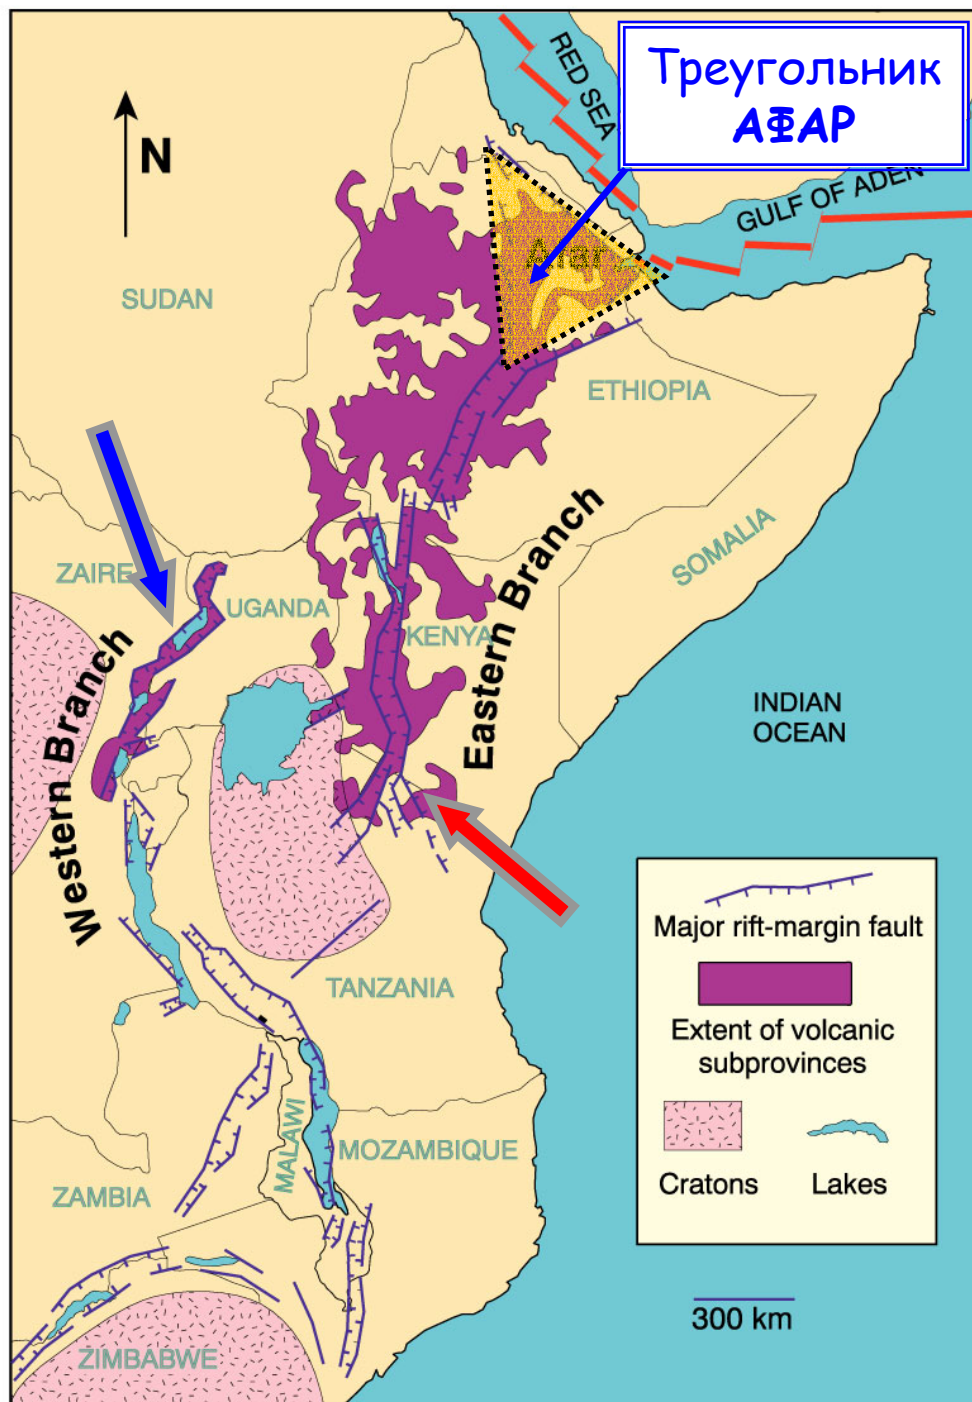 Треугольник
АФАР
RED SEA
GULF OF ADEN
N
Afar
SUDAN
ETHIOPIA
SOMALIA
ZAIRE
UGANDA
KENYA
Western Branch
Eastern Branch
INDIAN
OCEAN
TANZANIA
MALAWI
MOZAMBIQUE
ZAMBIA
ZIMBABWE
Major rift-margin fault
Extent of volcanic
subprovinces
Cratons
Lakes
300 km